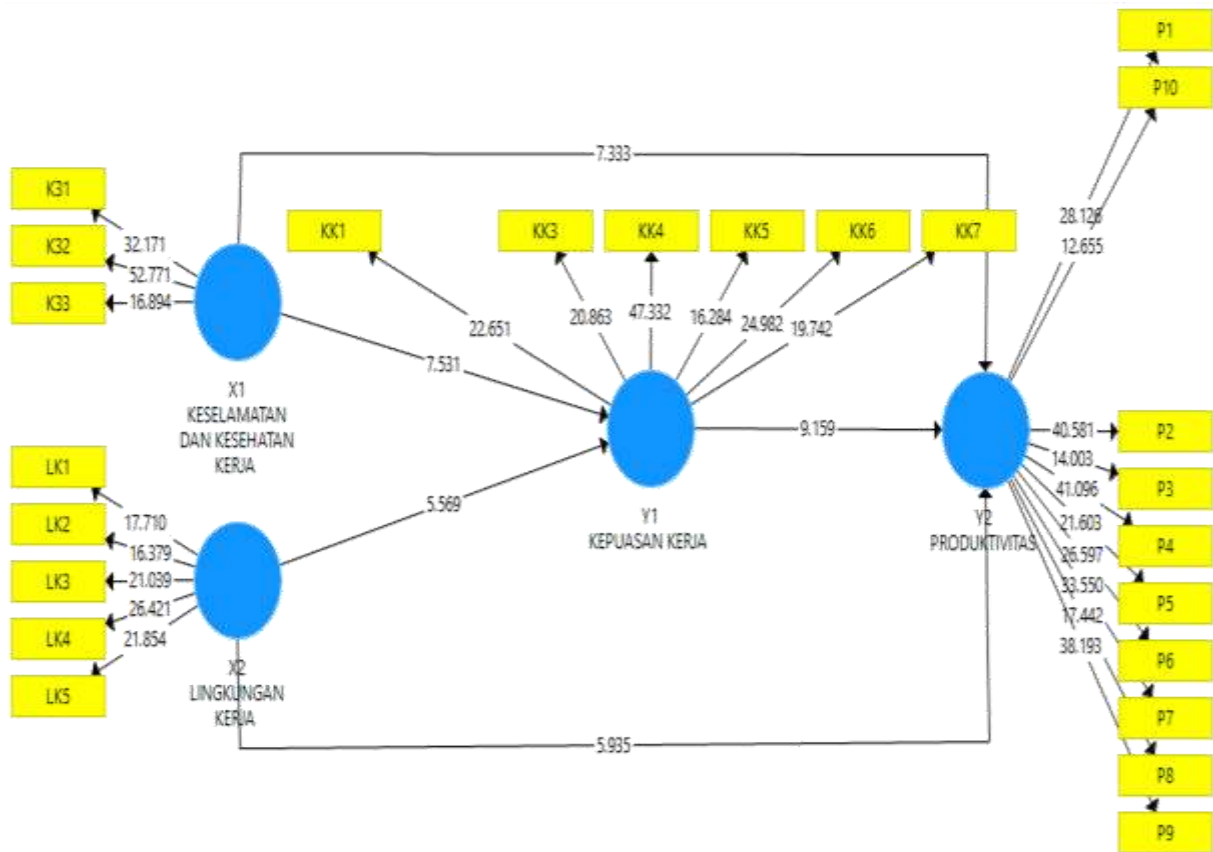 P1
P10
7.333
K31
K32
K33
32.171
52.771
16.894
KK1
KK3
KK4
KK5
KK6
KK7
28.126
12.655
22.651
20.863
47.332
16.284
24.982
19.742
7.531
X1
KESELAMATAN
DAN KESEHATAN
KERJA
9.159
40.581
14.003
41.096
21.603
26.597
33.550
17.442
38.193
P2
P3
P4
P5
P6
P7
P8
P9
LK1
LK2
LK3
LK4
LK5
17.710
16.379
21.039
26.421
21.854
5.569
Y1
KEPUASAN KERJA
Y2
PRODUKTIVITAS
X2
LINGKUNGAN
KERJA
5.935